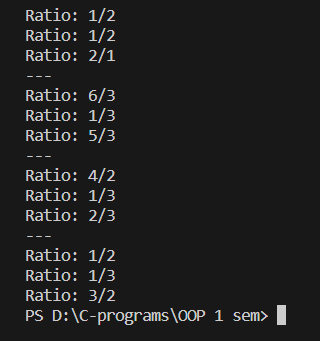 Ratio: 1/2
Ratio: 1/2
Ratio: 2/1
---
Ratio: 6/3
Ratio: 1/3
Ratio: 5/3
---
Ratio: 4/2
Ratio: 1/3
Ratio: 2/3
---
Ratio: 1/2
Ratio: 1/3
Ratio: 3/2
PS D:\C-programs\OOP 1 sem>